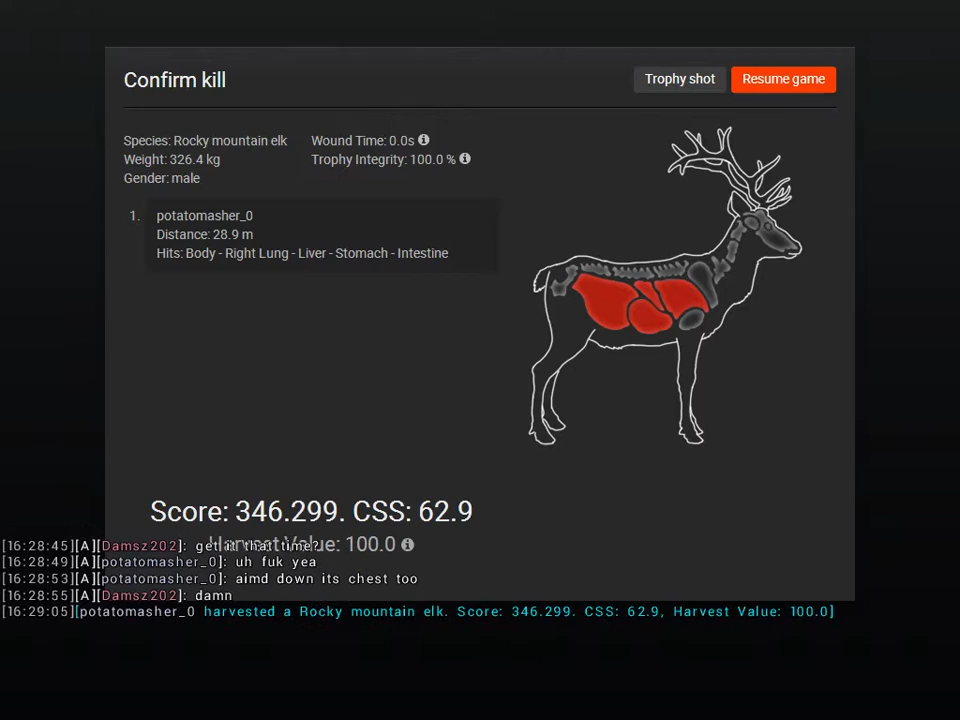 Confirm kill
Trophy shot
Resume game
Species: Rocky mountain elk
Weight: 326.4 kg
Gender: male
Wound Time: 0.0s
Trophy Integrity: 100.0 %
1.
potatomasher_0
Distance: 28.9 m
Hits: Body - Right Lung - Liver - Stomach - Intestine
Score: 346.299. CSS: 62.9
Harvest Value: 100.0
[16:28:45][A][Damsz202]: get it that time?
[16:28:49][A][potatomasher_0]: uh fuk yea
[16:28:53][A][potatomasher_0]: aimd down its chest too
[16:28:55][A][Damsz202]: damn
[16:29:05][potatomasher_0 harvested a Rocky mountain elk. Score: 346.299. CSS: 62.9, Harvest Value: 100.0]